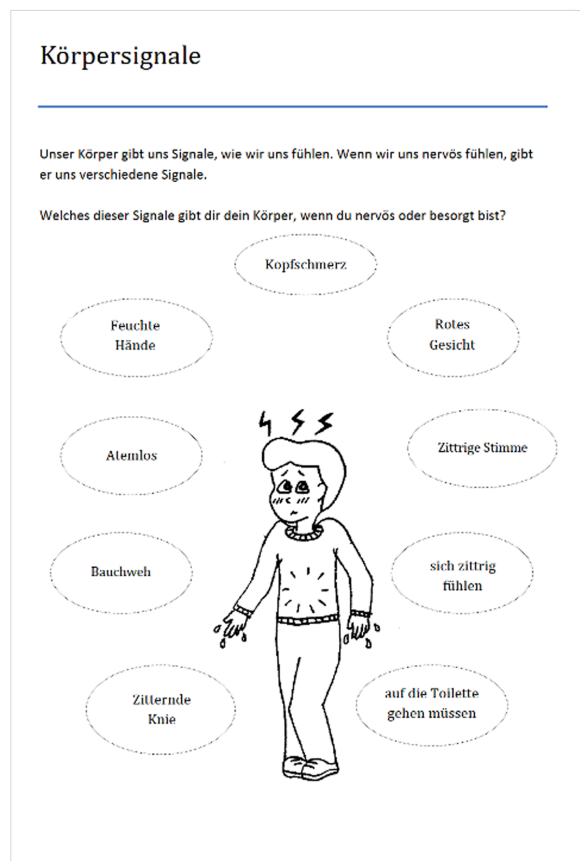 Körpersignale
Unser Körper gibt uns Signale, wie wir uns fühlen. Wenn wir uns nervös fühlen, gibt
er uns verschiedene Signale.
Welches dieser Signale gibt dir dein Körper, wenn du nervös oder besorgt bist?
Kopfschmerz
Feuchte
Hände
Rotes
Gesicht
Atemlos
Zittrige Stimme
Bauchweh
sich zittrig
fühlen
Zitternde
Knie
auf die Toilette
gehen müssen